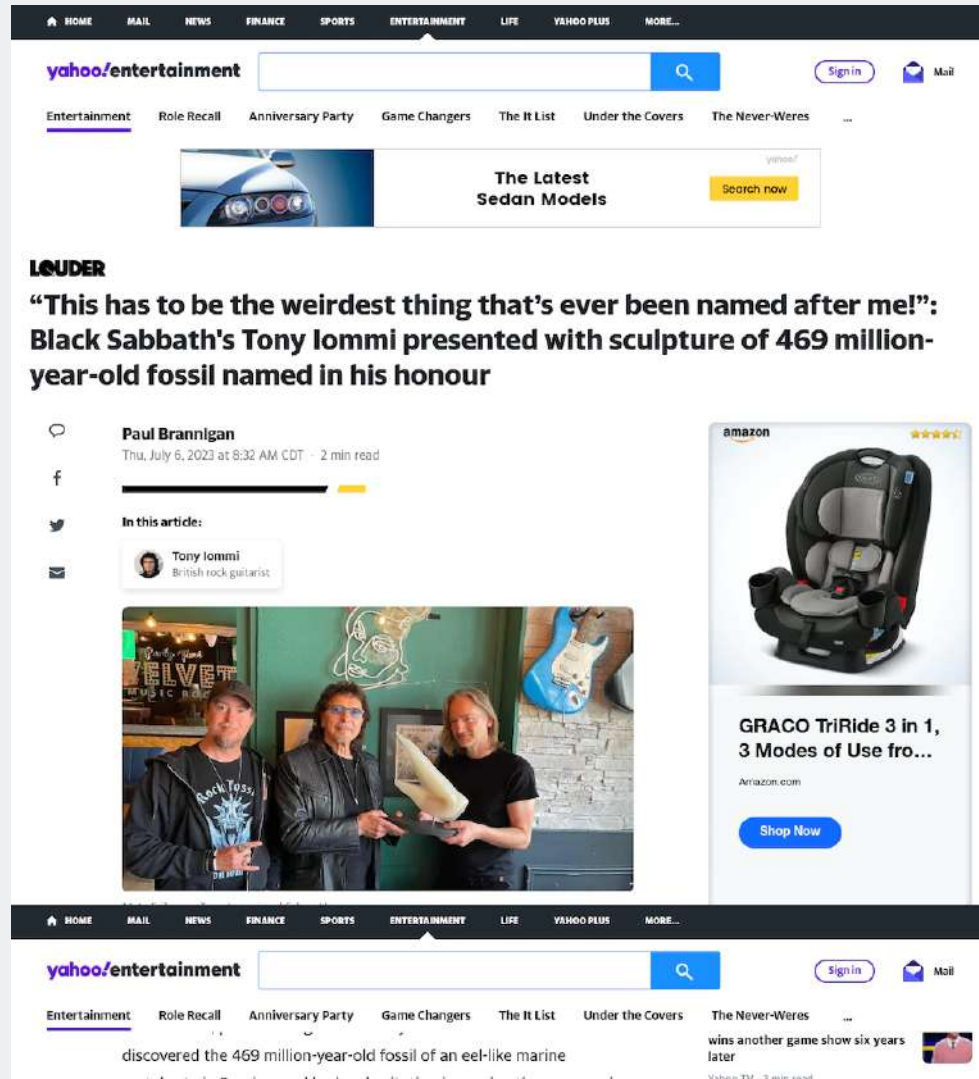 HOME MAIL NEWS FINANCE SPORTS ENTERTAINMENT LIFE YAHOO PLUS MORE...
yahoo!entertainment
Sign in Mail
Entertainment Role Recall Anniversary Party Game Changers The It List Under the Covers The Never-Weres ...
yahoo!
The Latest
Sedan Models
Search now
LOUDER
“This has to be the weirdest thing that’s ever been named after me!”:
Black Sabbath's Tony Iommi presented with sculpture of 469 million-
year-old fossil named in his honour
Paul Brannigan
Thu, July 6, 2023 at 8:32 AM CDT · 2 min read
In this article:
Tony Iommi
British rock guitarist
VELVET
MUSIC
Rock
amazon
GRACO TriRide 3 in 1,
3 Modes of Use fro...
Amazon.com
Shop Now
HOME MAIL NEWS FINANCE SPORTS ENTERTAINMENT LIFE YAHOO PLUS MORE...
yahoo!entertainment
Sign in Mail
Entertainment Role Recall Anniversary Party Game Changers The It List Under the Covers The Never-Weres ...
discovered the 469 million-year-old fossil of an eel-like marine
wins another game show six years
later